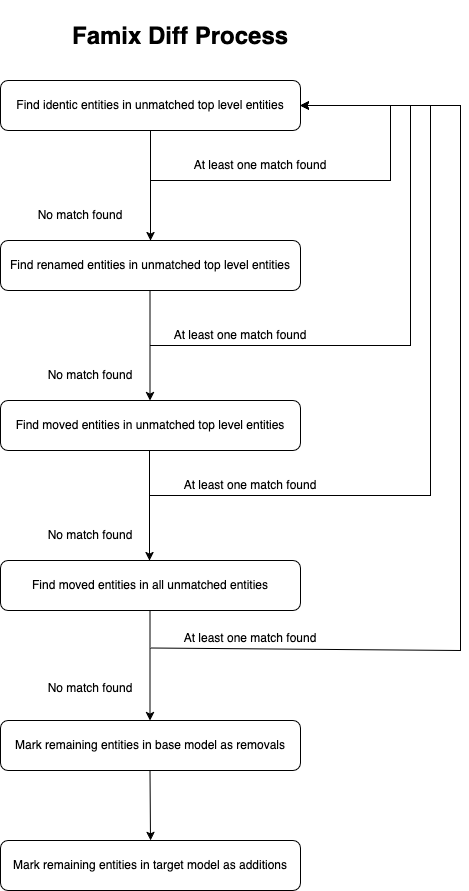 Famix Diff Process
Find identic entities in unmatched top level entities
At least one match found
No match found
Find renamed entities in unmatched top level entities
At least one match found
No match found
Find moved entities in unmatched top level entities
At least one match found
No match found
Find moved entities in all unmatched entities
At least one match found
No match found
Mark remaining entities in base model as removals
Mark remaining entities in target model as additions